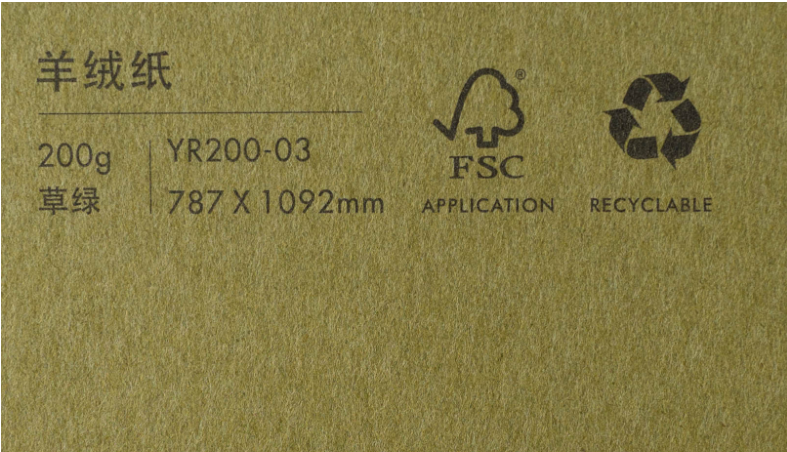 羊绒纸
200g
草绿
YR200-03
787 X 1092mm
®
FSC
APPLICATION
RECYCLABLE